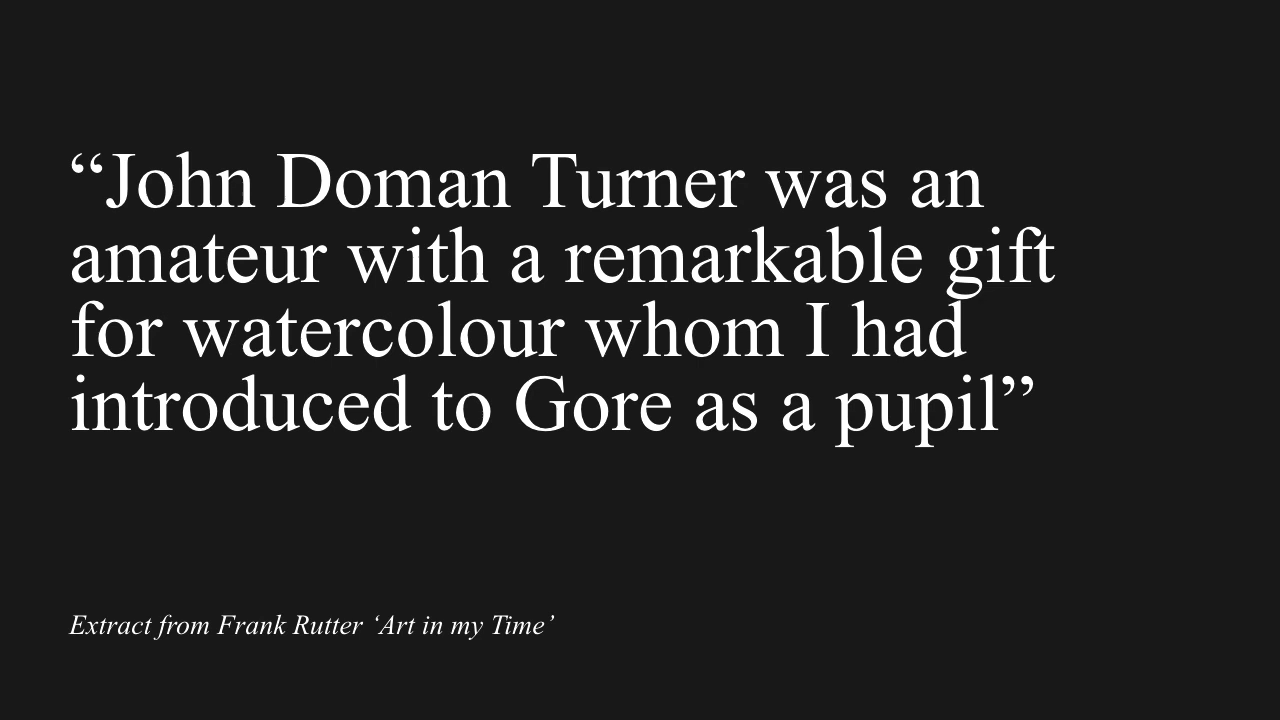 “John Doman Turner was an
amateur with a remarkable gift
for watercolour whom I had
introduced to Gore as a pupil”
Extract from Frank Rutter ‘Art in my Time’